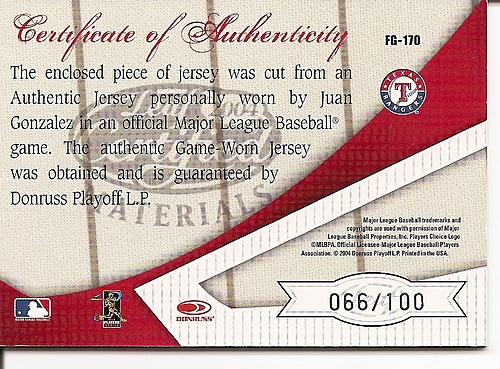 Certificate of Authenticity
FG-170
The enclosed piece of jersey was cut from an
Authentic Jersey personally worn by Juan
Gonzalez in an official Major League Baseball®
game. The authentic Game-Worn Jersey
was obtained and is guaranteed by
Donruss Playoff L.P.
MATERIALS
TEXAS
T
RANGERS
Major League Baseball trademarks and
copyrights are used with permission of Major
League Baseball Properties, Inc. Players Choice Logo
©MLBPA. Official Licensee-Major League Baseball Players
Association. © 2004 Donruss Playoff L.P. Printed in the USA.
066/100
DONRUSS